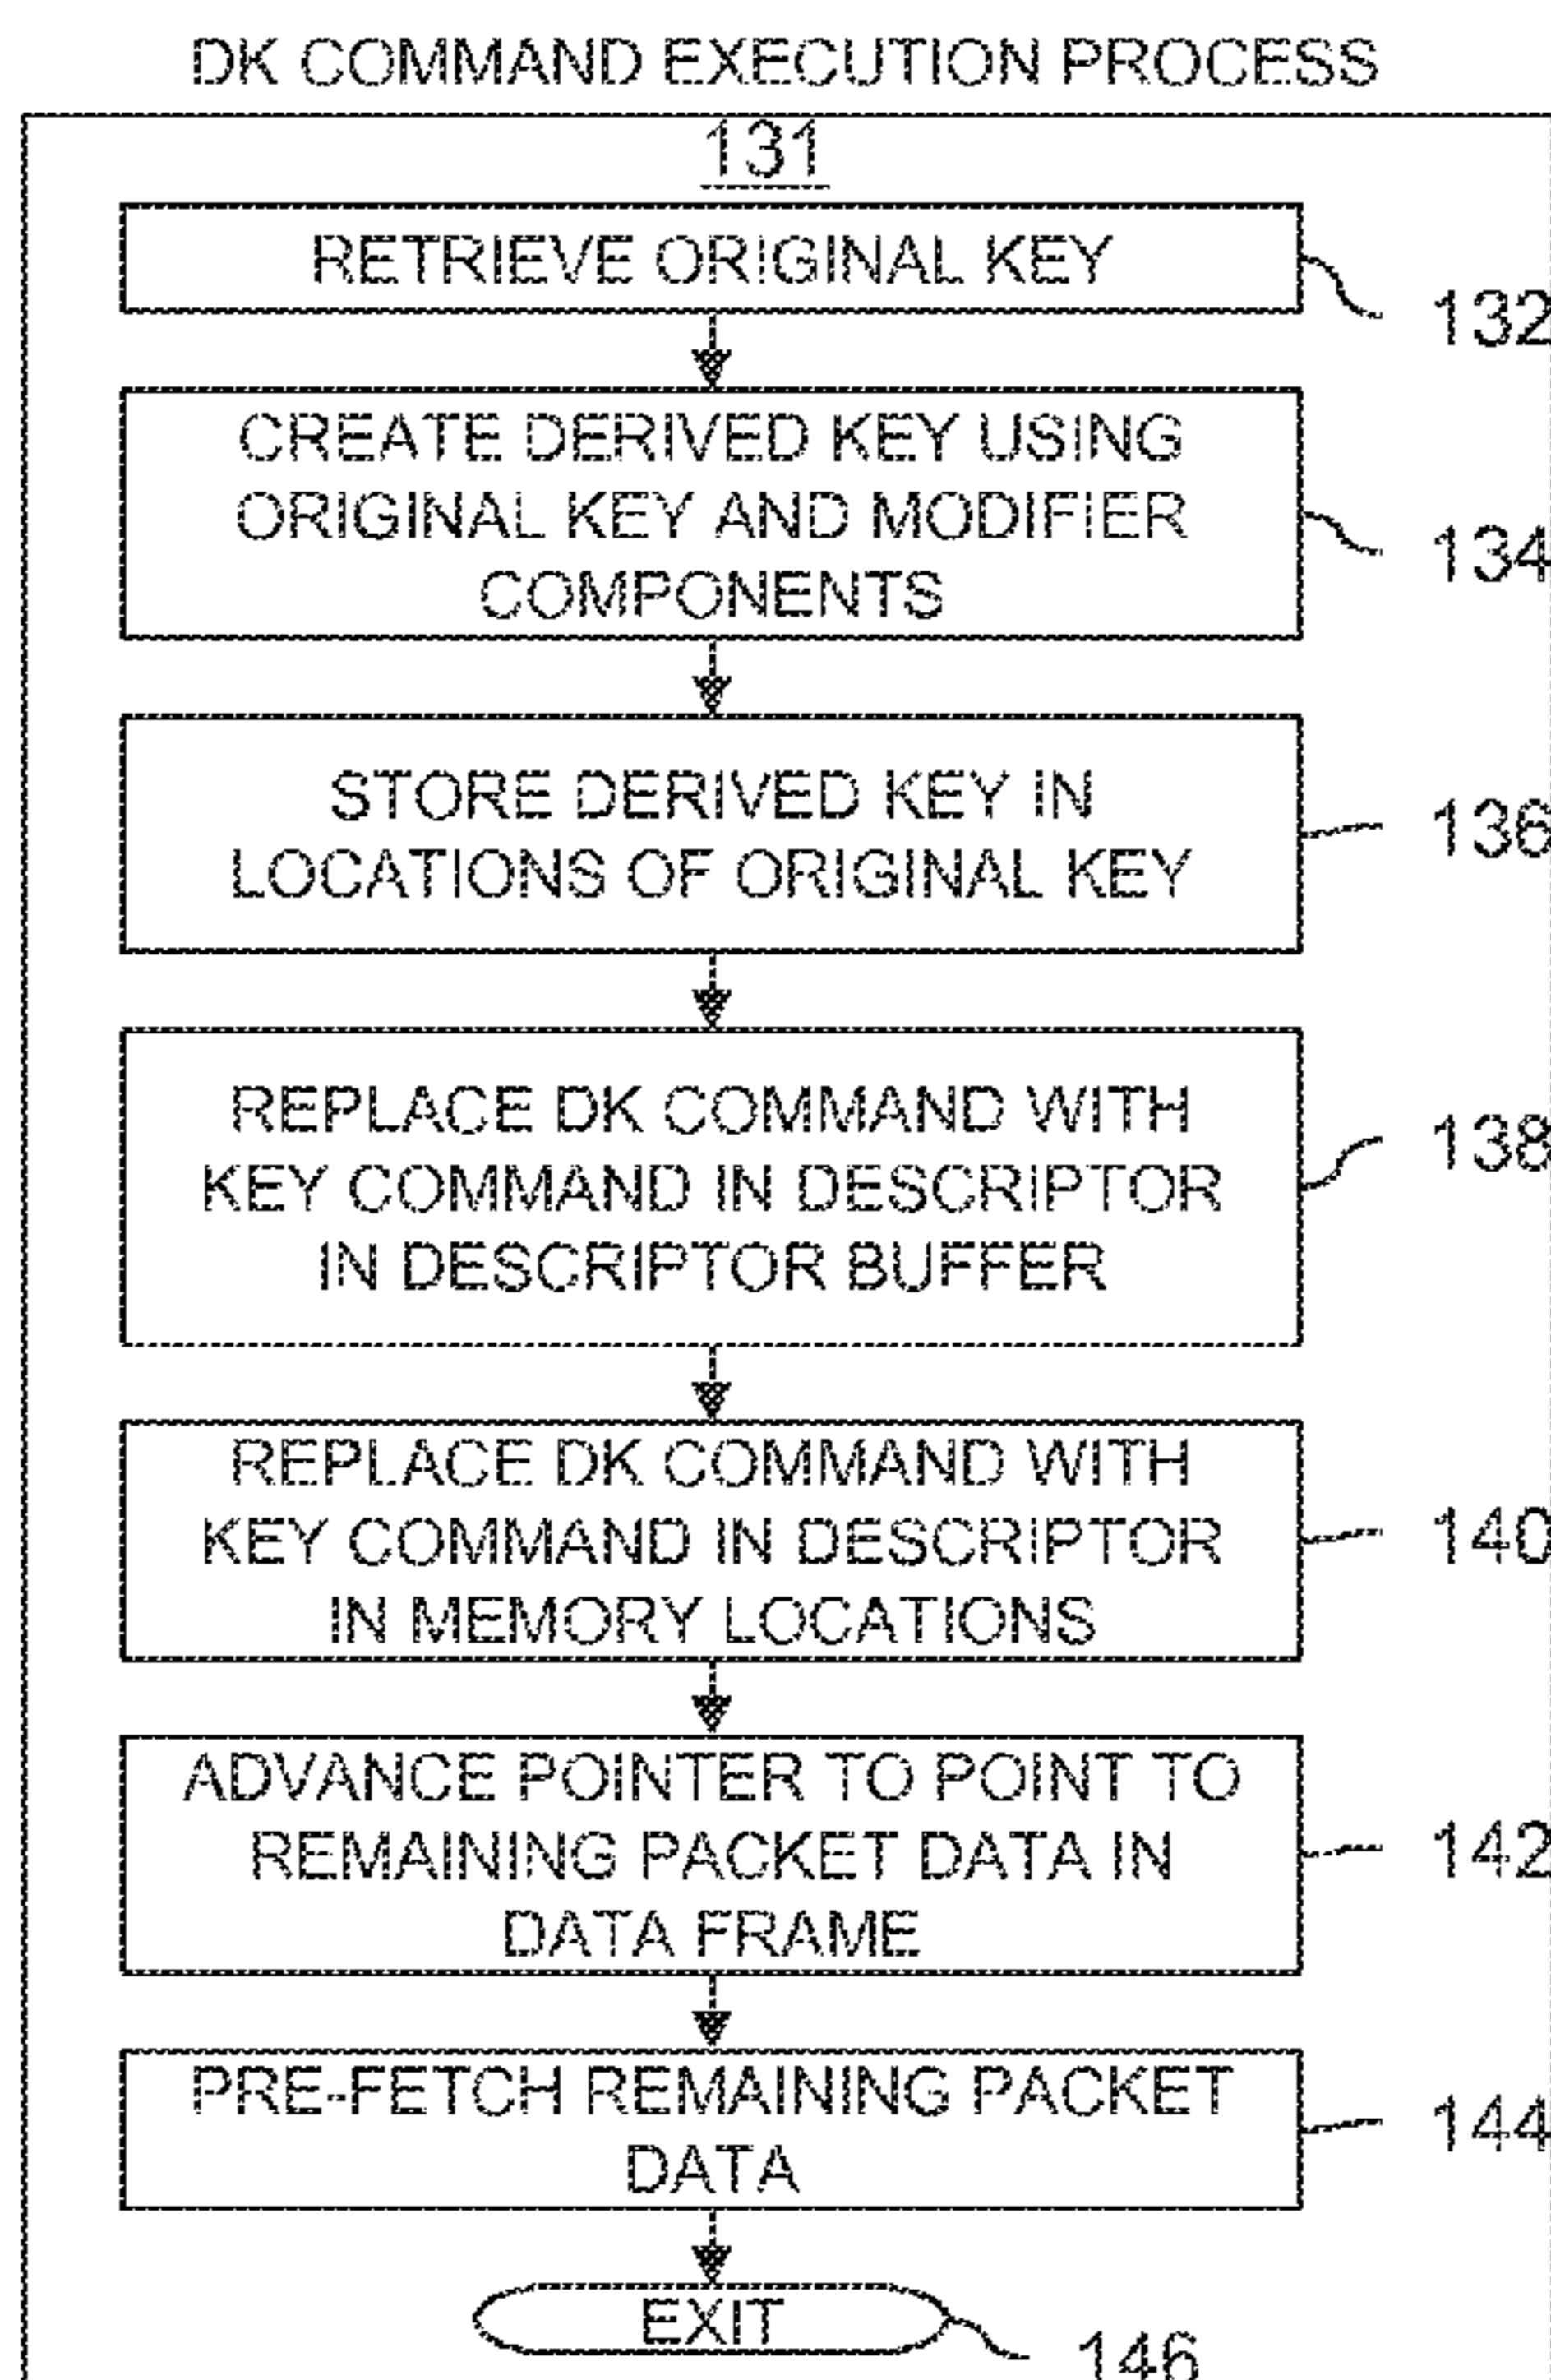 DK COMMAND EXECUTION PROCESS
131
RETRIEVE ORIGINAL KEY
132
CREATE DERIVED KEY USING
ORIGINAL KEY AND MODIFIER
COMPONENTS
134
STORE DERIVED KEY IN
LOCATIONS OF ORIGINAL KEY
136
REPLACE DK COMMAND WITH
KEY COMMAND IN DESCRIPTOR
IN DESCRIPTOR BUFFER
138
REPLACE DK COMMAND WITH
KEY COMMAND IN DESCRIPTOR
IN MEMORY LOCATIONS
140
ADVANCE POINTER TO POINT TO
REMAINING PACKET DATA IN
DATA FRAME
142
PRE-FETCH REMAINING PACKET
DATA
144
EXIT
146